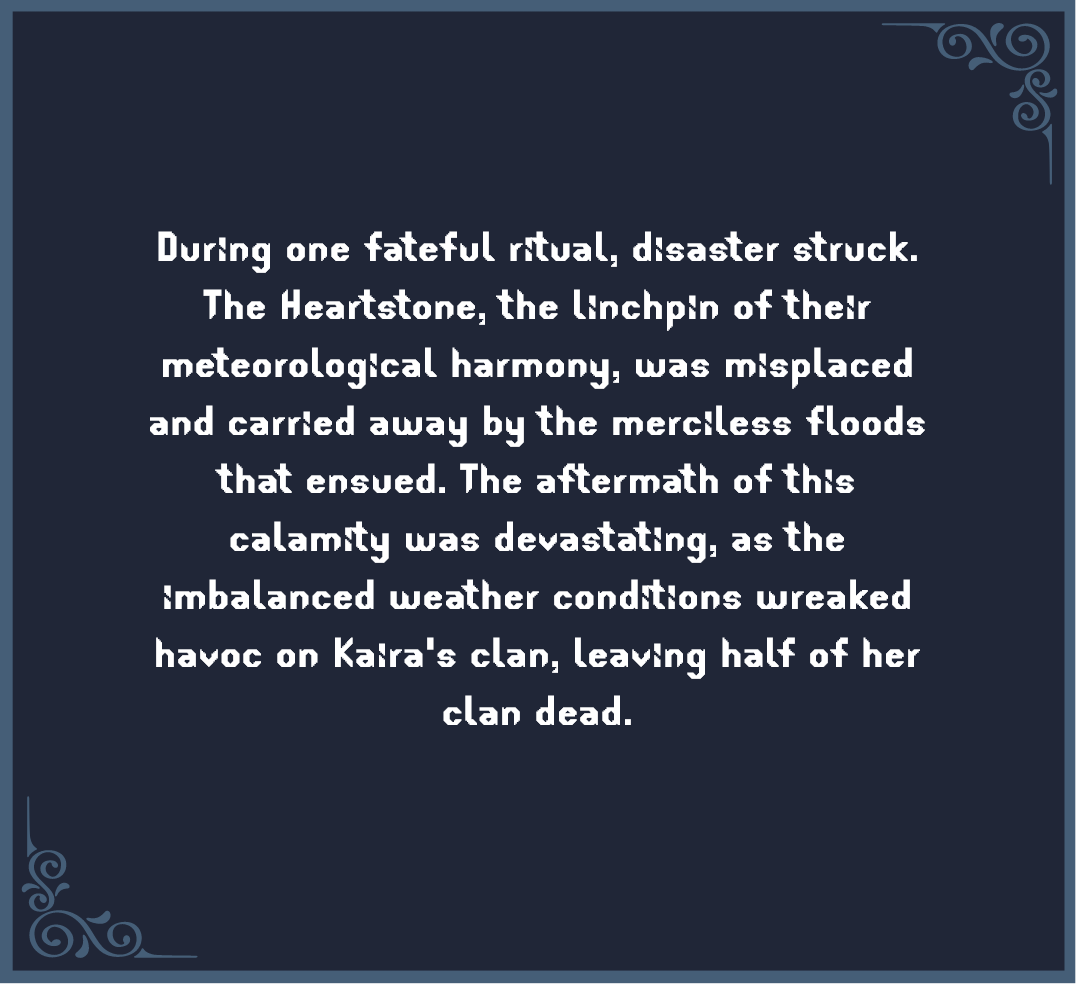 During one fateful ritual, disaster struck.
The Heartstone, the linchpin of their
meteorological harmony, was misplaced
and carried away by the merciless floods
that ensued. The aftermath of this
calamity was devastating, as the
imbalanced weather conditions wreaked
havoc on Kaira's clan, leaving half of her
clan dead.